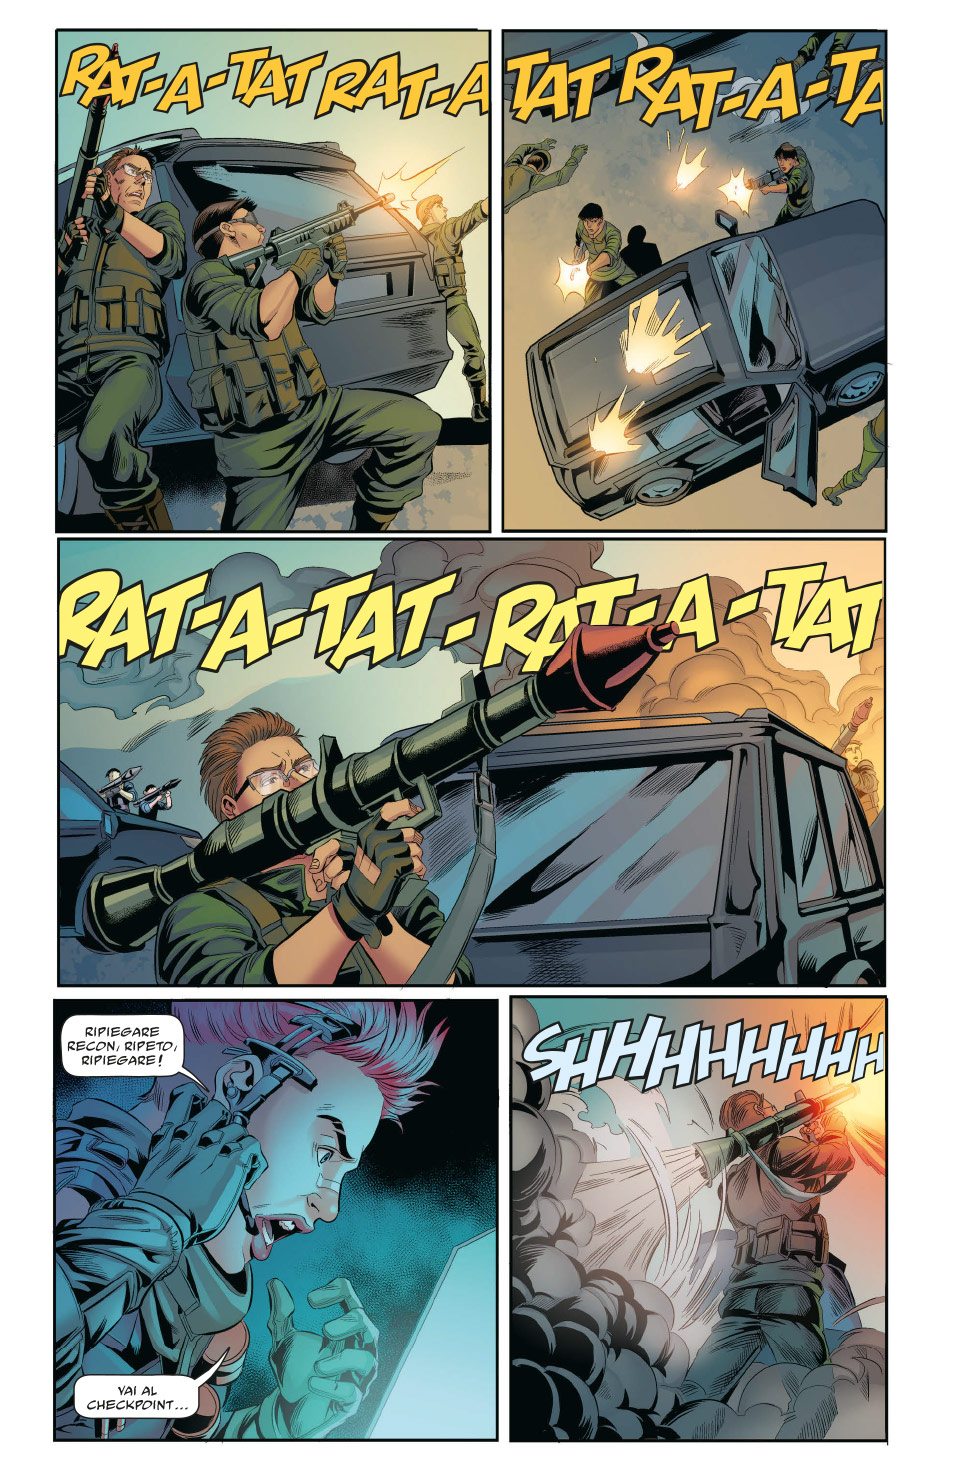 RAT-A-TAT RAT-A
TAT RAT-A-TA
RAT-A-TAT-RAT-A-TAT
RIPIEGARE
RECON, RIPETO,
RIPIEGARE!
VAI AL
CHECKPOINT...
SHHHHHHHH